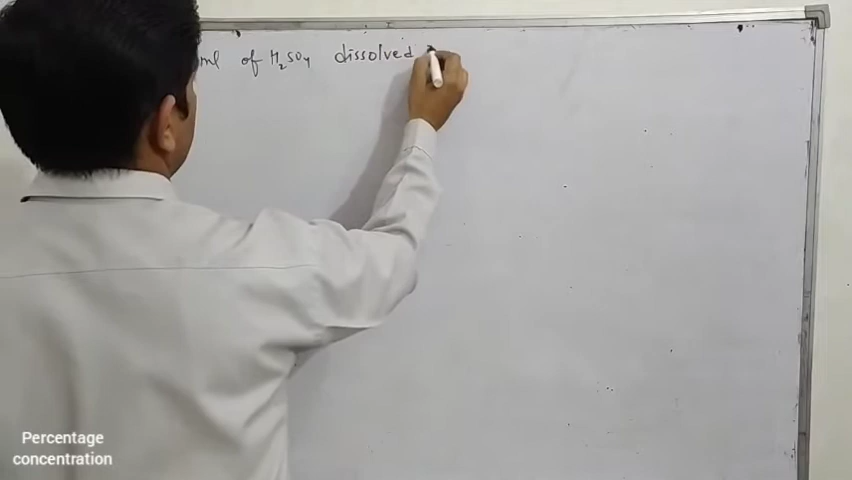 ml of H₂SO₄ dissolved
Percentage
concentration